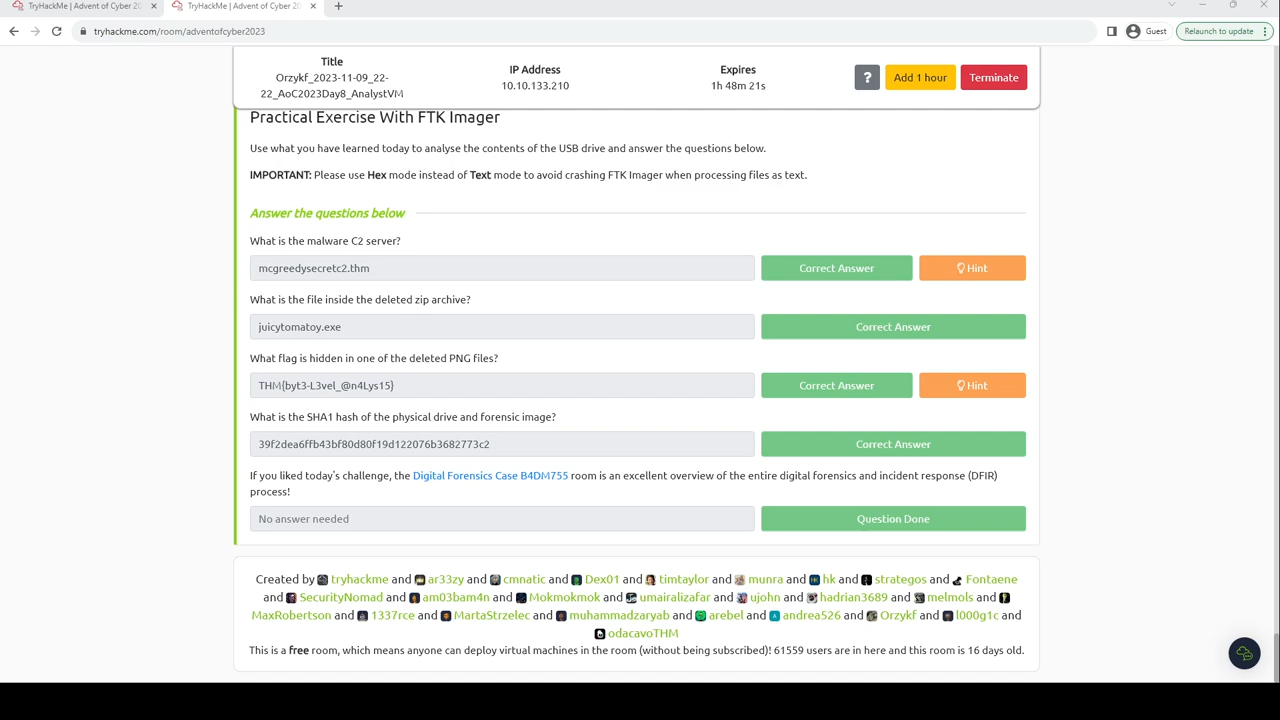 TryHackMe | Advent of Cyber 20
TryHackMe | Advent of Cyber 20
tryhackme.com/room/adventofcyber2023
Guest
Relaunch to update
Title
IP Address
Expires
Orzykf_2023-11-09_22-
22_AoC2023Day8_AnalystVM
10.10.133.210
1h 48m 21s
?
Add 1 hour
Terminate
Practical Exercise With FTK Imager
Use what you have learned today to analyse the contents of the USB drive and answer the questions below.
IMPORTANT: Please use Hex mode instead of Text mode to avoid crashing FTK Imager when processing files as text.
Answer the questions below
What is the malware C2 server?
mcgreedysecretc2.thm
Correct Answer
Hint
What is the file inside the deleted zip archive?
juicytomatoy.exe
Correct Answer
What flag is hidden in one of the deleted PNG files?
THM{byt3-L3vel_@n4Lys15}
Correct Answer
Hint
What is the SHA1 hash of the physical drive and forensic image?
39f2dea6ffb43bf80d80f19d122076b3682773c2
Correct Answer
If you liked today's challenge, the Digital Forensics Case B4DM755 room is an excellent overview of the entire digital forensics and incident response (DFIR)
process!
No answer needed
Question Done
Created by tryhackme and ar33zy and cmnatic and Dex01 and timtaylor and munra and hk and strategos and Fontaene
and SecurityNomad and am03bam4n and Mokmokmok and umairalizafar and ujohn and hadrian3689 and melmols and
MaxRobertson and 1337rce and MartaStrzelec and muhammadzaryab and arebel and andrea526 and Orzykf and l000g1c and
odacavoTHM
This is a free room, which means anyone can deploy virtual machines in the room (without being subscribed)! 61559 users are in here and this room is 16 days old.